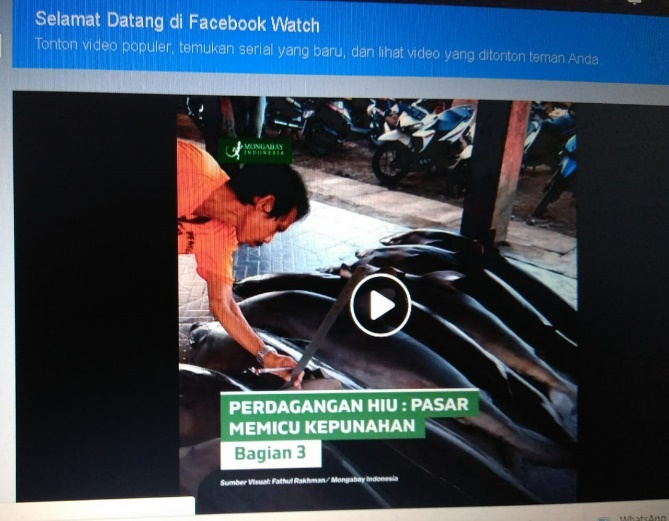 Selamat Datang di Facebook Watch
Tonton video populer, temukan serial yang baru, dan lihat video yang ditonton teman Anda.
MONGABAY
INDONESIA
PERDAGANGAN HIU : PASAR
MEMICU KEPUNAHAN
Bagian 3
Sumber Visual: Fathul Rakhman/ Mongabay Indonesia
WhatsApp